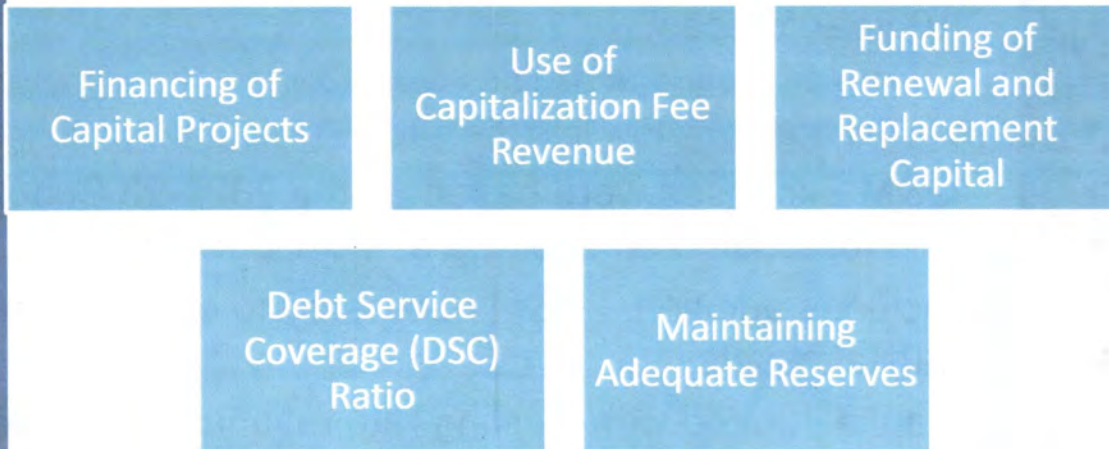 Financing of
Capital Projects
Use of
Capitalization Fee
Revenue
Funding of
Renewal and
Replacement
Capital
Debt Service
Coverage (DSC)
Ratio
Maintaining
Adequate Reserves